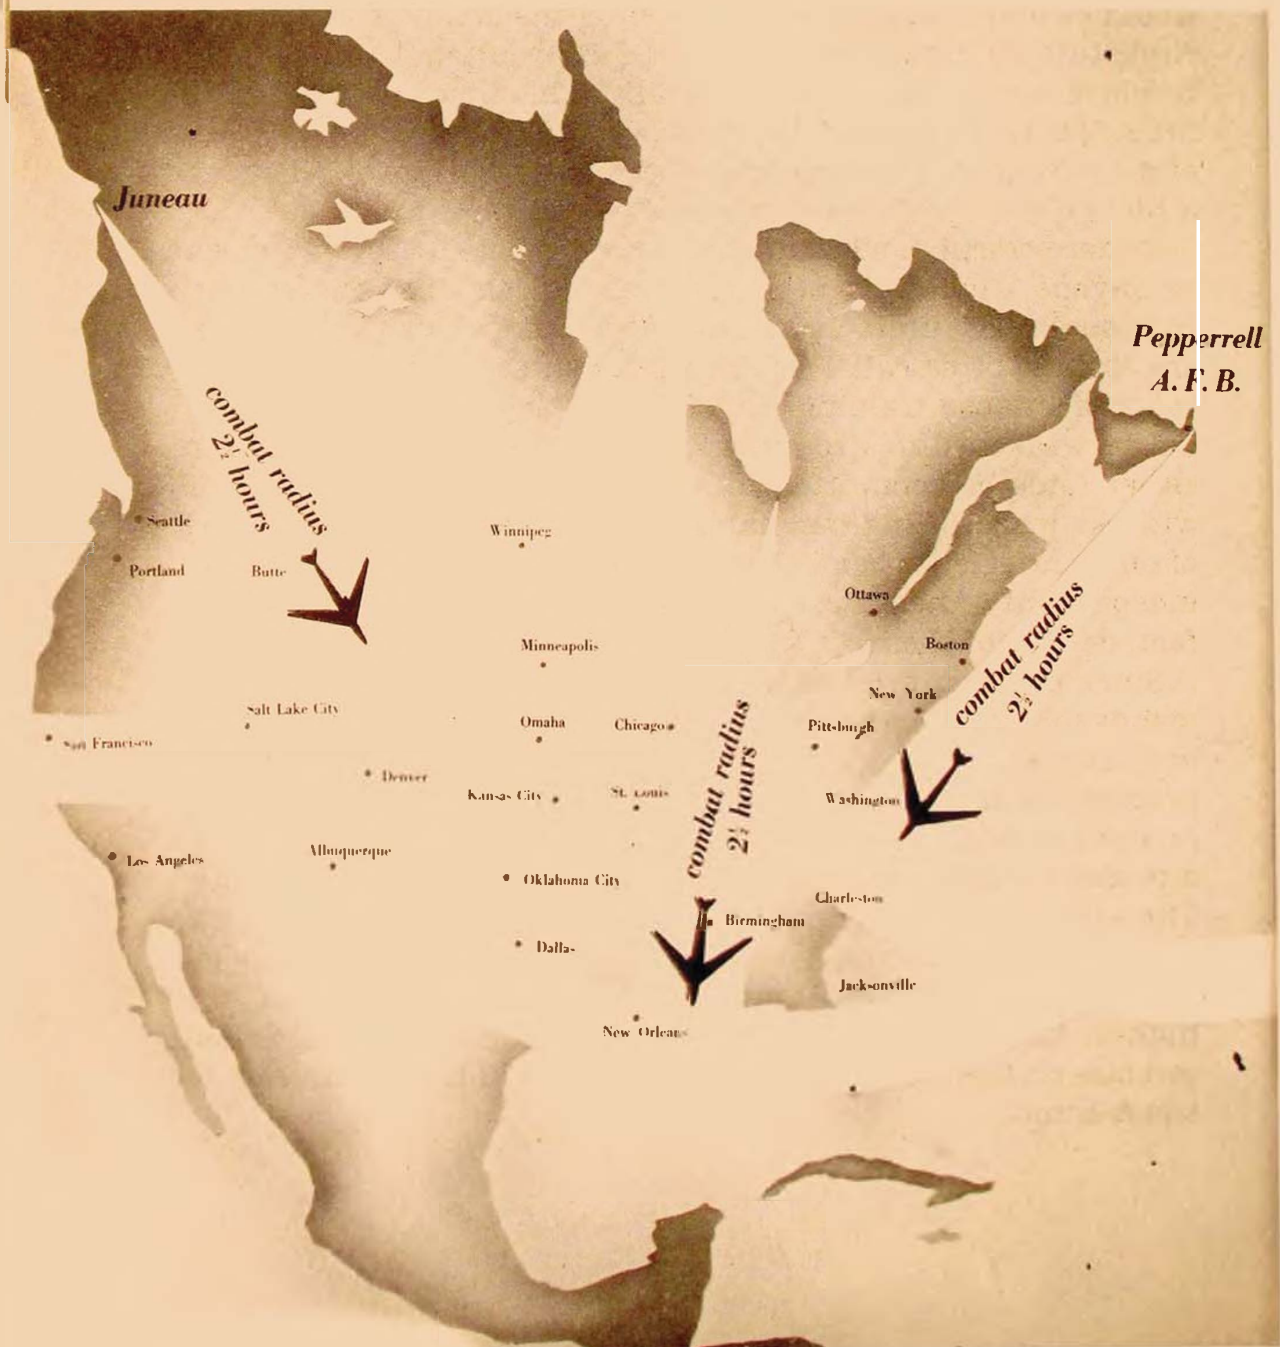 Juneau
Pepperrell
A. F. B.
combat radius
2½ hours
Seattle
Winnipeg
Portland
Butte
Ottawa
combat radius
2½ hours
Minneapolis
Boston
New York
Salt Lake City
Omaha
Chicago
Pittsburgh
San Francisco
combat radius
2½ hours
Denver
Kansas City
St. Louis
Washington
Los Angeles
Albuquerque
Oklahoma City
Charleston
Birmingham
Dallas
Jacksonville
New Orleans